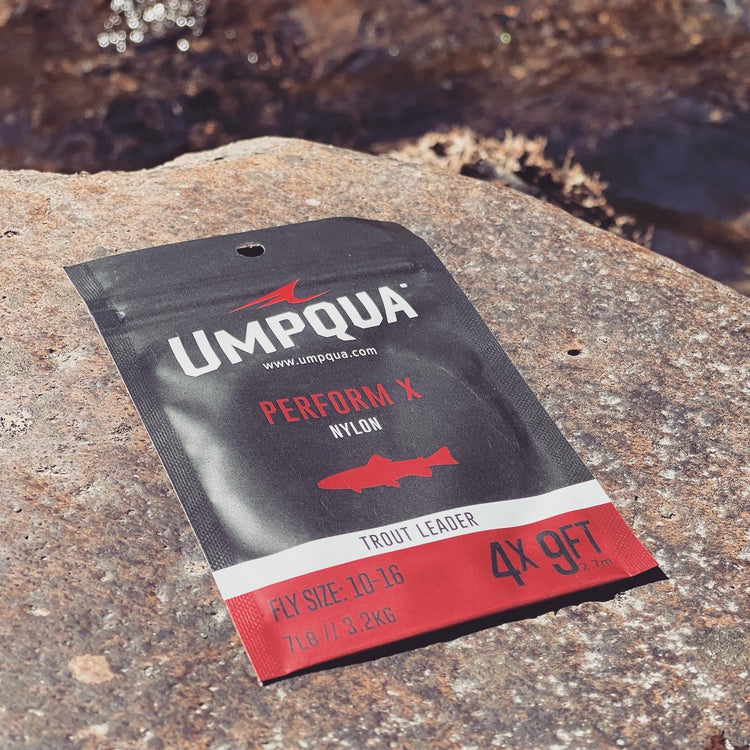 UMPQUA
www.umpqua.com
PERFORM X
NYLON
TROUT LEADER
FLY SIZE: 10-16
7LB // 3.2KG
4X 9FT
2.7m